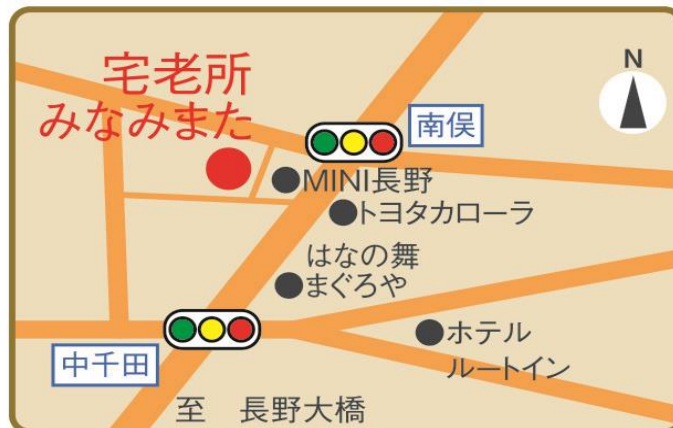 宅老所
みなみまた
N
南俣
MINI長野
トヨタカローラ
はなの舞
まぐろや
ホテル
ルートイン
中千田
至　長野大橋